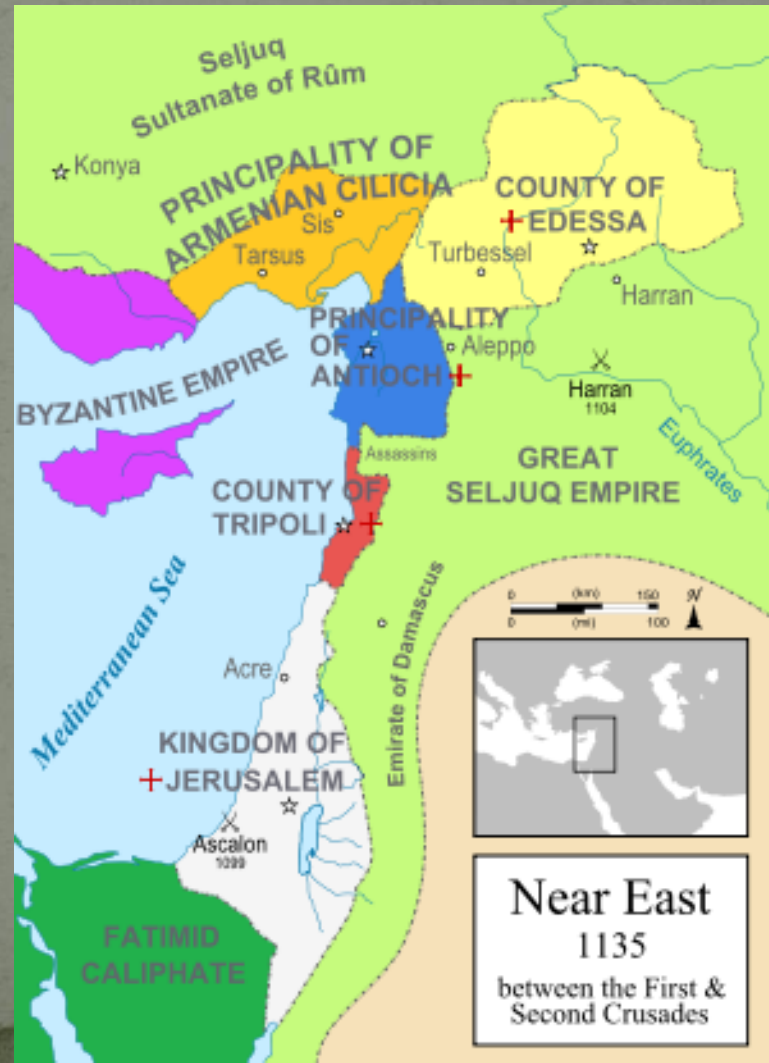 Seljuq
Sultanate of Rûm
Konya
PRINCIPALITY OF
ARMENIAN CILICIA
Sis
Tarsus
COUNTY OF
EDESSA
Turbessel
Harran
PRINCIPALITY
OF
ANTIOCH
Aleppo
Harran
1104
BYZANTINE EMPIRE
Euphrates
Assassins
GREAT
SELJUQ EMPIRE
COUNTY OF
TRIPOLI
Mediterranean Sea
Emirate of Damascus
0 (km) 150
0 (mi) 100
N
Acre
KINGDOM OF
JERUSALEM
Ascalon
1099
FATIMID
CALIPHATE
Near East
1135
between the First &
Second Crusades